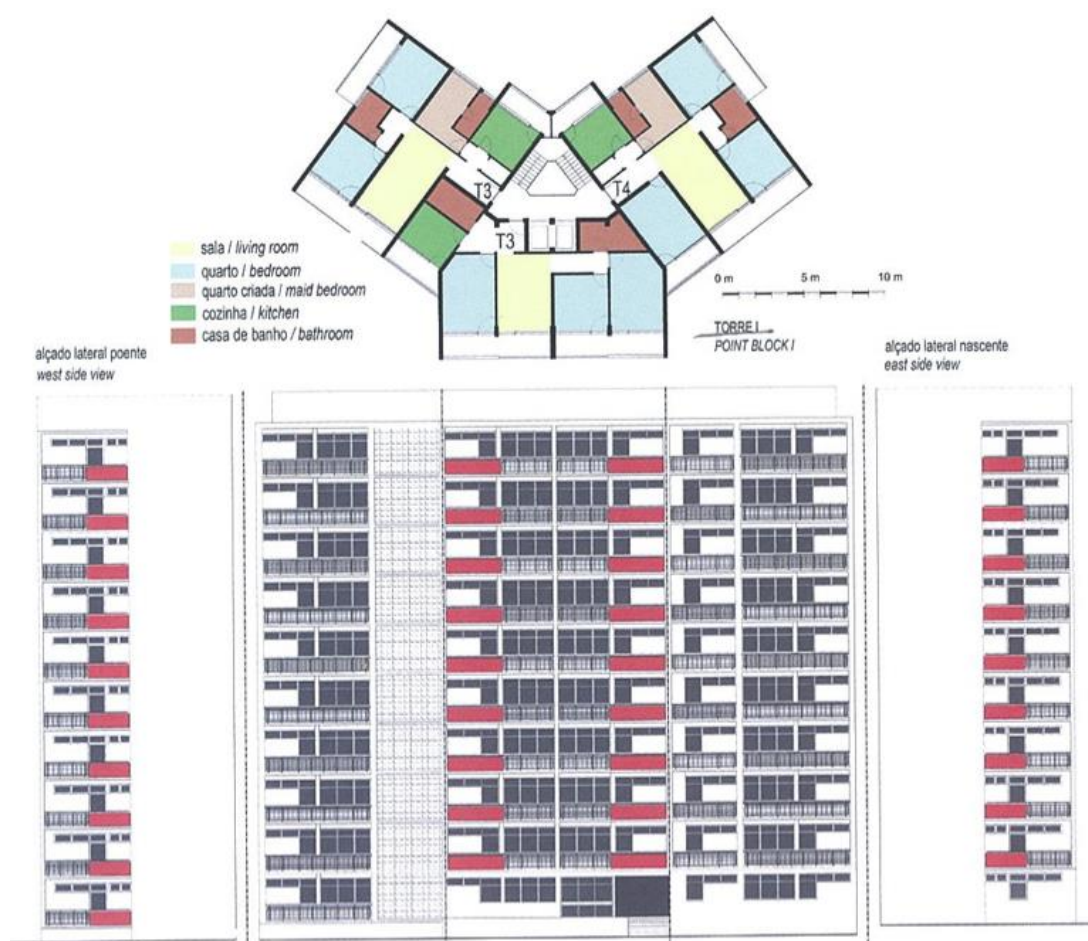 T3
T4
T3
sala / living room
quarto / bedroom
quarto criada / maid bedroom
cozinha / kitchen
casa de banho / bathroom
0 m 5 m 10 m
TORRE I
POINT BLOCK I
alçado lateral poente
west side view
alçado lateral nascente
east side view